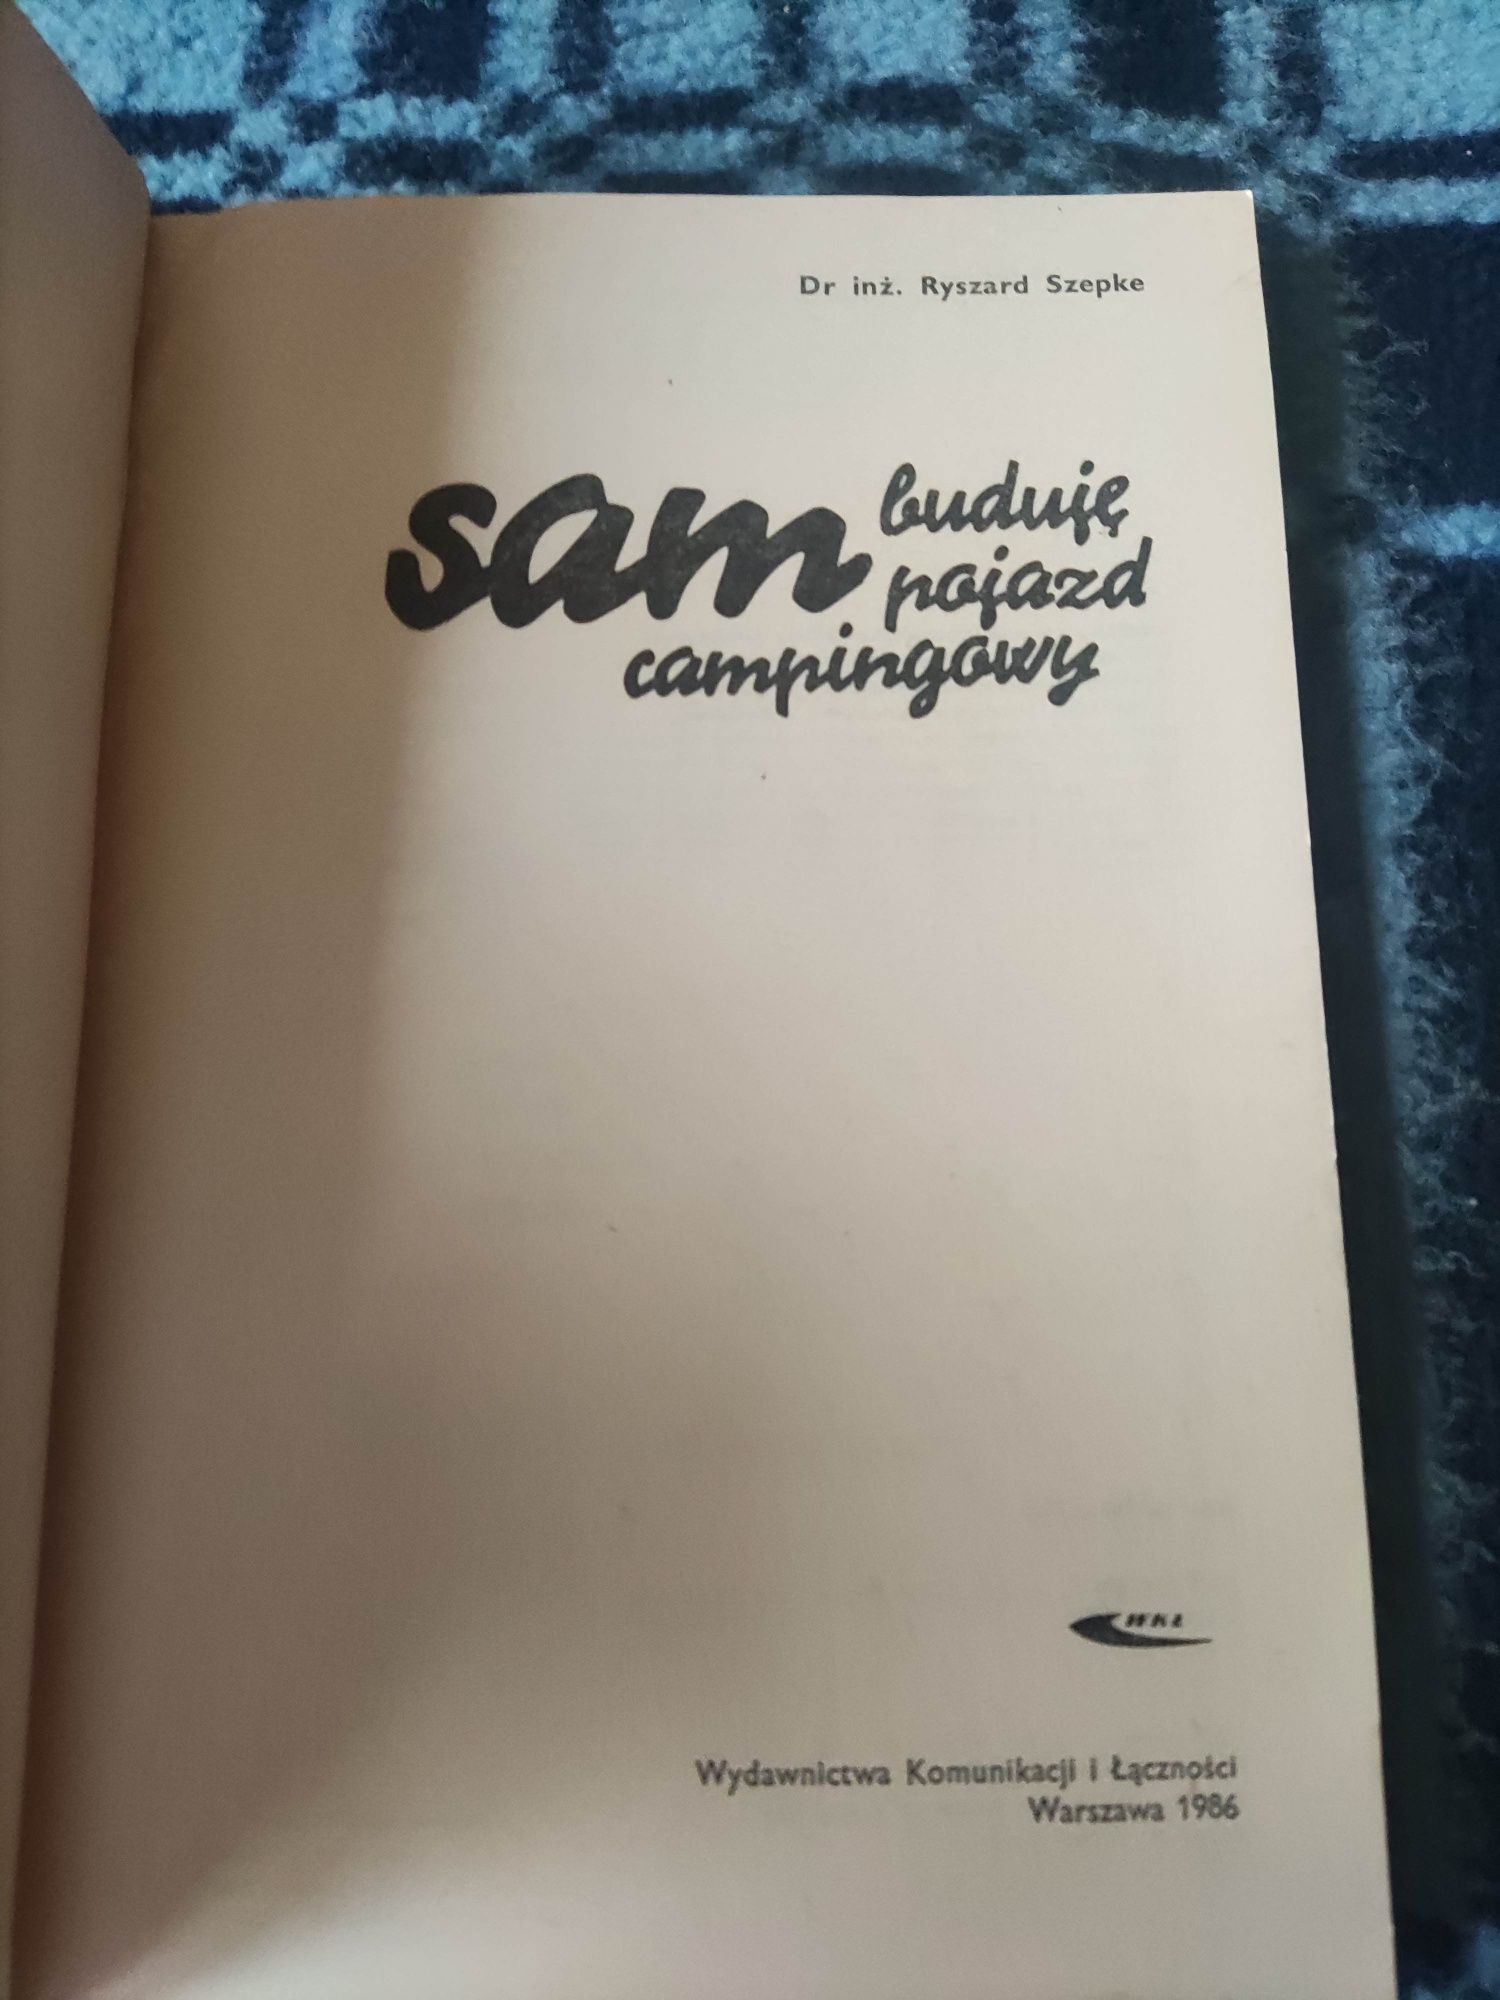 Dr inż. Ryszard Szepke
sam buduję
pojazd
campingowy
WKŁ
Wydawnictwa Komunikacji i Łączności
Warszawa 1986